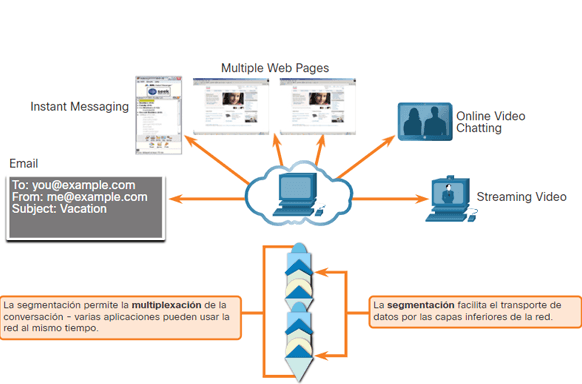 Multiple Web Pages
Instant Messaging
Online Video
Chatting
Email
To: you@example.com
From: me@example.com
Subject: Vacation
Streaming Video
La segmentación permite la multiplexación de la
conversación – varias aplicaciones pueden usar la
red al mismo tiempo.
La segmentación facilita el transporte de
datos por las capas inferiores de la red.